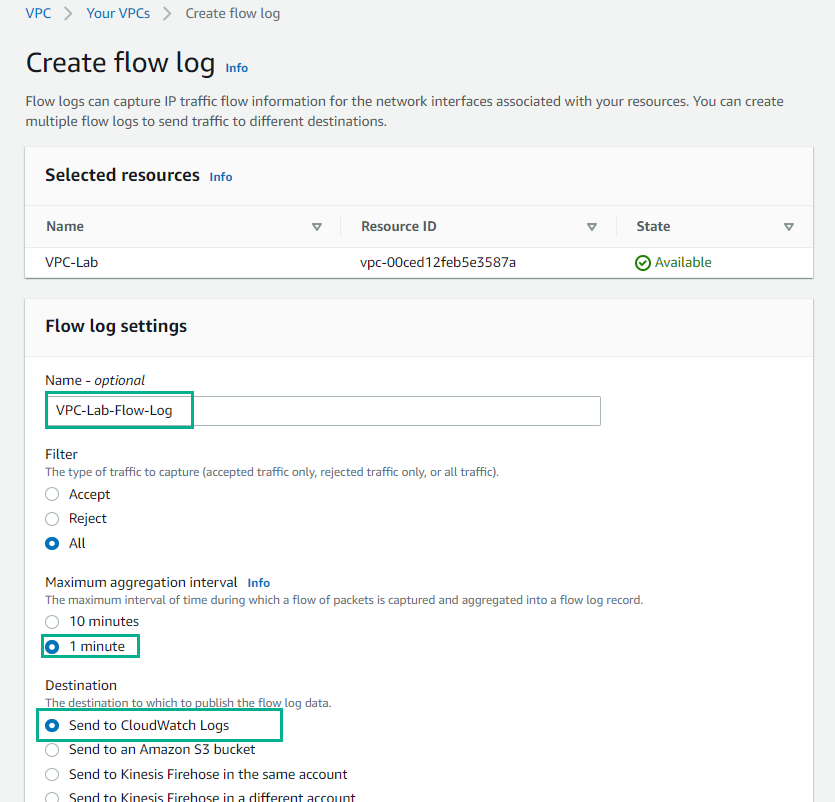 VPC > Your VPCs > Create flow log
Create flow log Info
Flow logs can capture IP traffic flow information for the network interfaces associated with your resources. You can create
multiple flow logs to send traffic to different destinations.
Selected resources Info
Name Resource ID State
VPC-Lab vpc-00ced12feb5e3587a Available
Flow log settings
Name - optional
VPC-Lab-Flow-Log
Filter
The type of traffic to capture (accepted traffic only, rejected traffic only, or all traffic).
Accept
Reject
All
Maximum aggregation interval Info
The maximum interval of time during which a flow of packets is captured and aggregated into a flow log record.
10 minutes
1 minute
Destination
The destination to which to publish the flow log data.
Send to CloudWatch Logs
Send to an Amazon S3 bucket
Send to Kinesis Firehose in the same account
Send to Kinesis Firehose in a different account